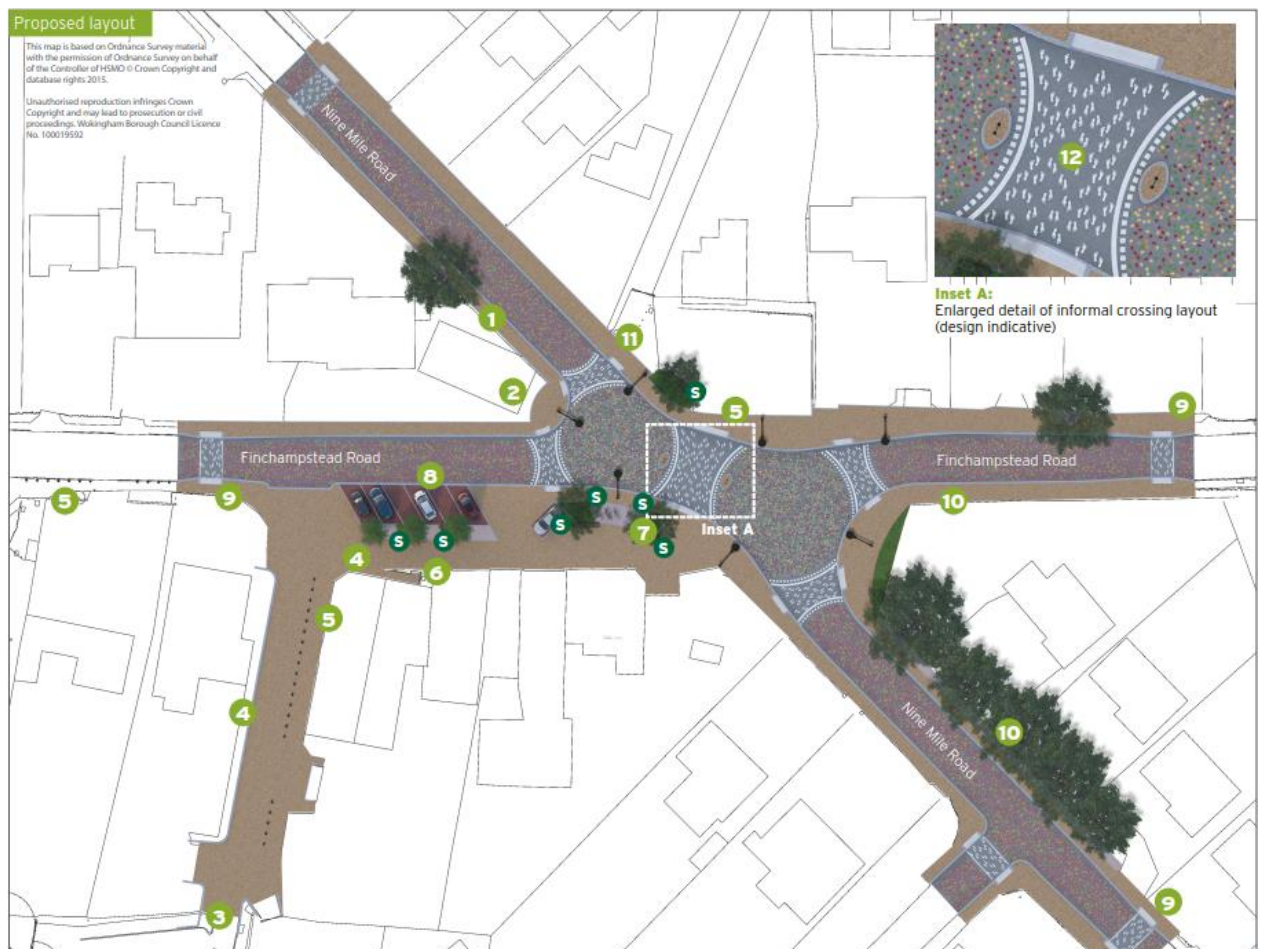 Proposed layout
This map is based on Ordnance Survey material
with the permission of Ordnance Survey on behalf
of the Controller of HSMO © Crown Copyright and
database rights 2015.
Unauthorised reproduction infringes Crown
Copyright and may lead to prosecution or civil
proceedings. Wokingham Borough Council Licence
No. 100019592
12
Inset A:
Enlarged detail of informal crossing layout
(design indicative)
Nine Mile Road
1
11
2
S
5
9
Finchampstead Road
Finchampstead Road
8
5
9
10
S
S
S
7
Inset A
S
S
S
4
6
5
4
Nine Mile Road
10
3
9